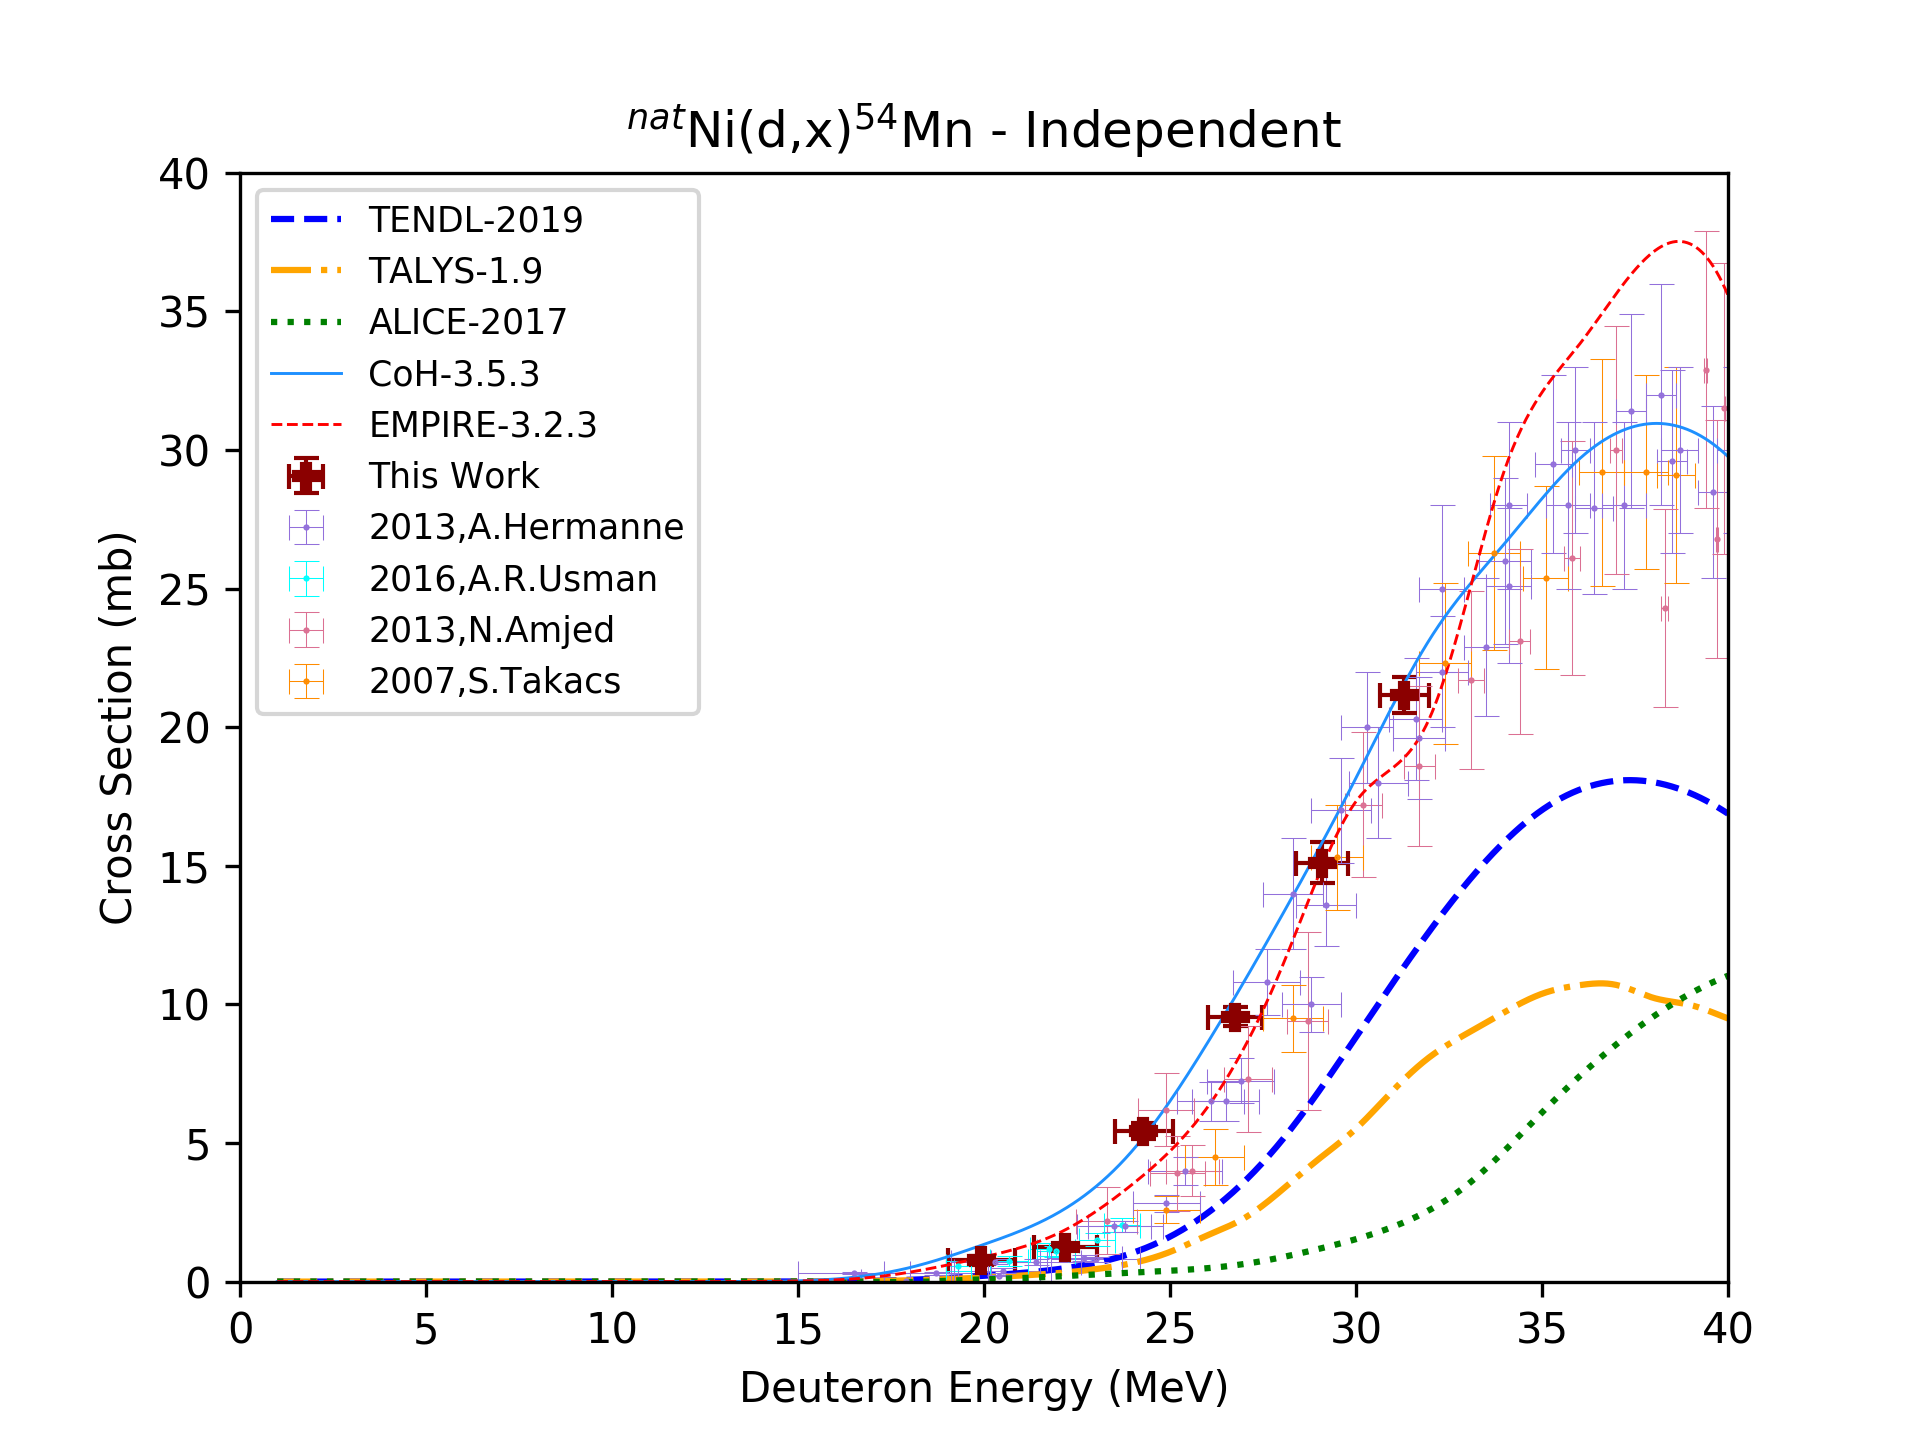 natNi(d,x)54Mn - Independent
40
35
30
25
20
15
10
5
0
Cross Section (mb)
TENDL-2019
TALYS-1.9
ALICE-2017
CoH-3.5.3
EMPIRE-3.2.3
This Work
2013,A.Hermanne
2016,A.R.Usman
2013,N.Amjed
2007,S.Takacs
0 5 10 15 20 25 30 35 40
Deuteron Energy (MeV)